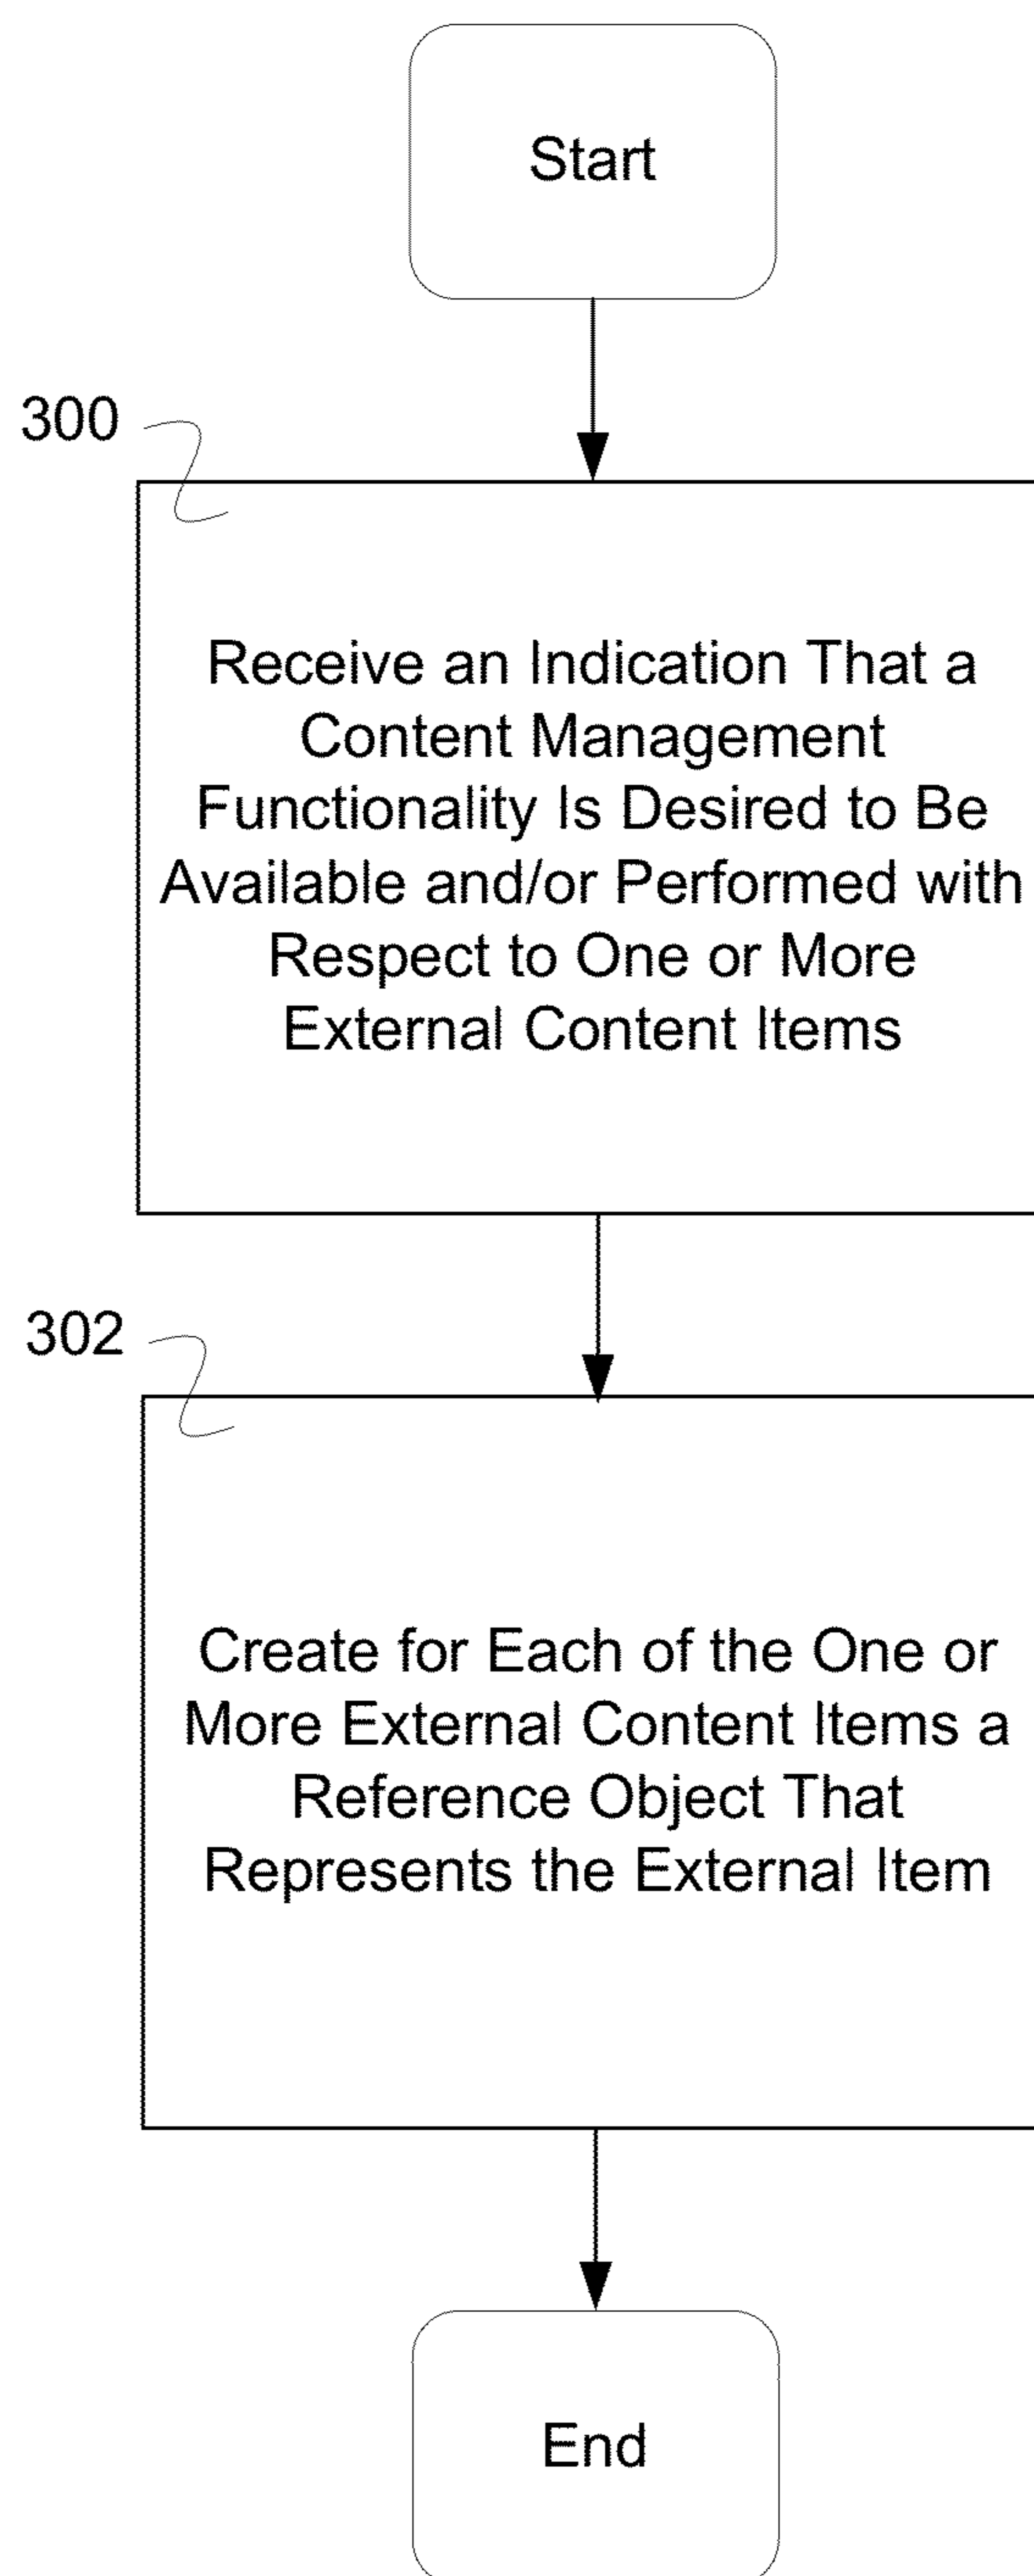 Start
300
Receive an Indication That a
Content Management
Functionality Is Desired to Be
Available and/or Performed with
Respect to One or More
External Content Items
302
Create for Each of the One or
More External Content Items a
Reference Object That
Represents the External Item
End